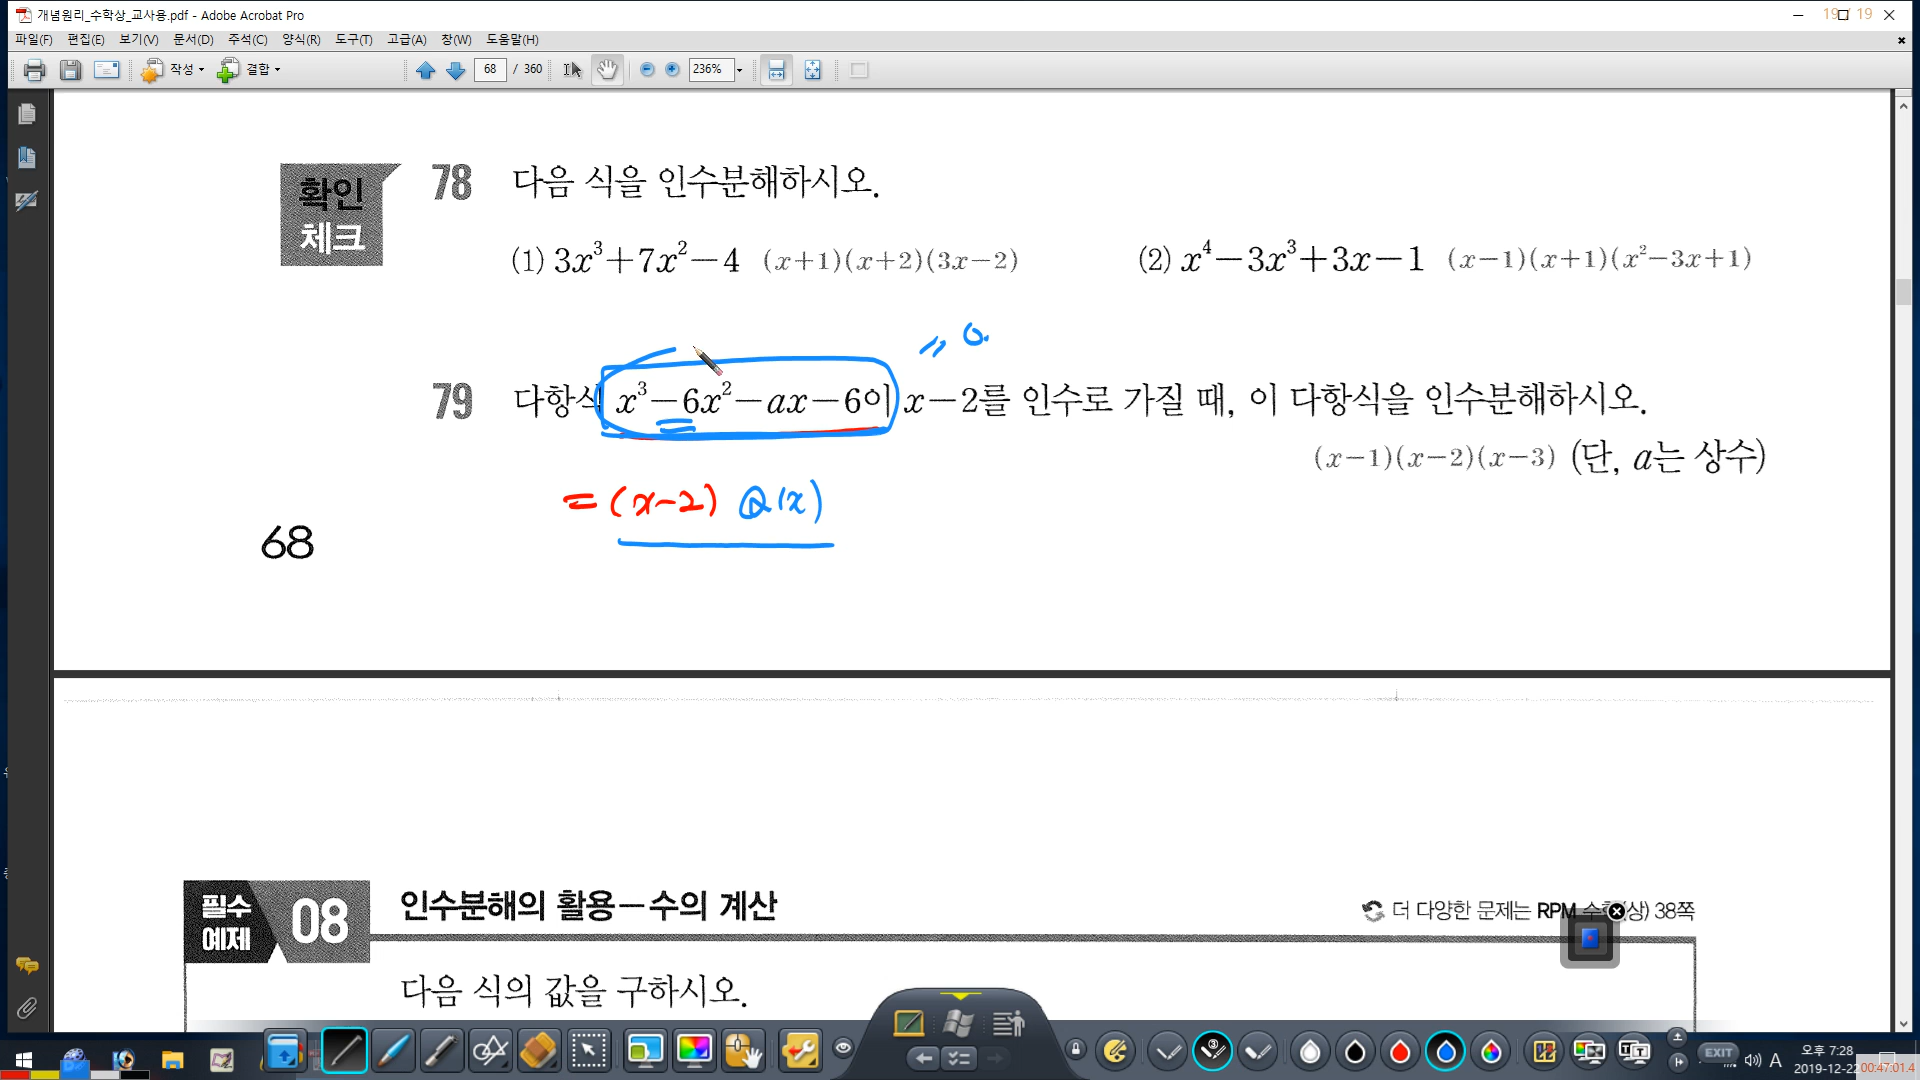 개념원리_수학상_교사용.pdf - Adobe Acrobat Pro
19 / 19
파일(F) 편집(E) 보기(V) 문서(D) 주석(C) 양식(R) 도구(T) 고급(A) 창(W) 도움말(H)
작성 결합 68 / 360 236%
확인
체크
78 다음 식을 인수분해하시오.
(1) 3x³+7x²−4 (x+1)(x+2)(3x−2) (2) x⁴−3x³+3x−1 (x−1)(x+1)(x²−3x+1)
= 0.
79 다항식 x³−6x²−ax−6이 x−2를 인수로 가질 때, 이 다항식을 인수분해하시오.
(x−1)(x−2)(x−3) (단, a는 상수)
= (x-2) Q(x)
68
필수
예제
08
인수분해의 활용−수의 계산
더 다양한 문제는 RPM 수학(상) 38쪽
다음 식의 값을 구하시오.
EXIT
A
오후 7:28
2019-12-22
00:47:01.4